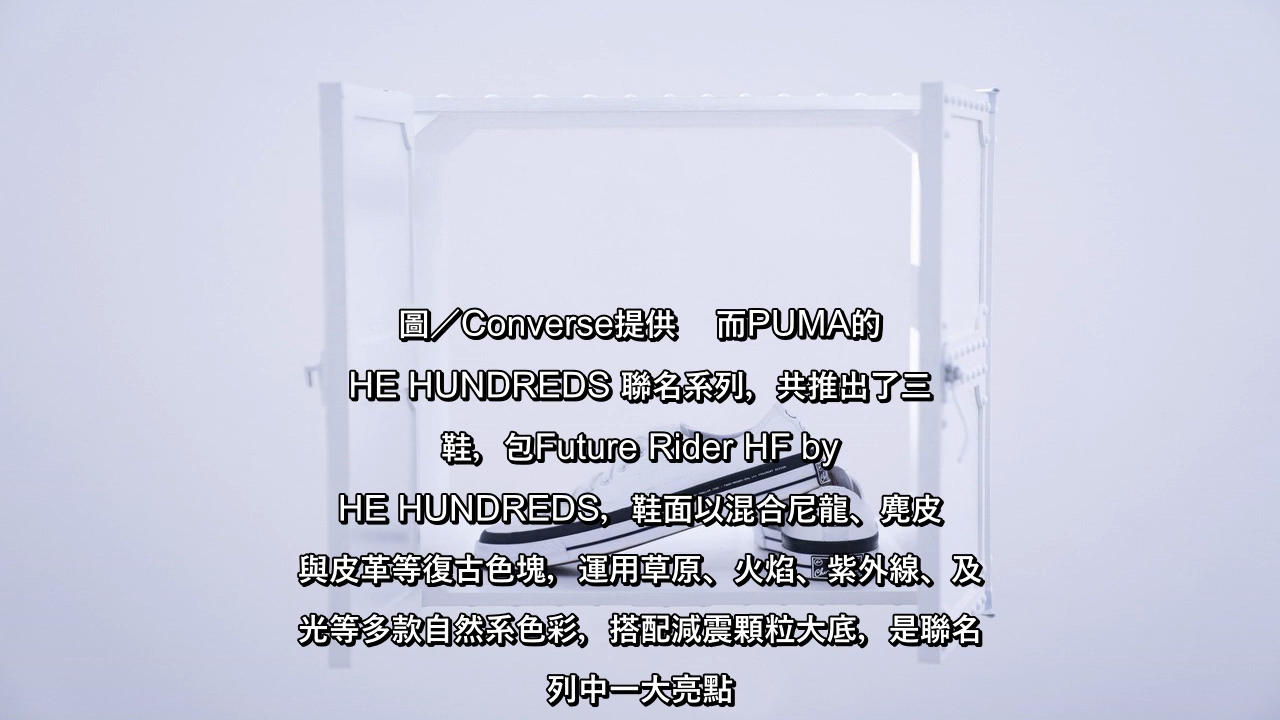 圖／Converse提供　而PUMA的
HE HUNDREDS 聯名系列，共推出了三
鞋，包Future Rider HF by
HE HUNDREDS，鞋面以混合尼龍、麂皮
與皮革等復古色塊，運用草原、火焰、紫外線、及
光等多款自然系色彩，搭配減震顆粒大底，是聯名
列中一大亮點